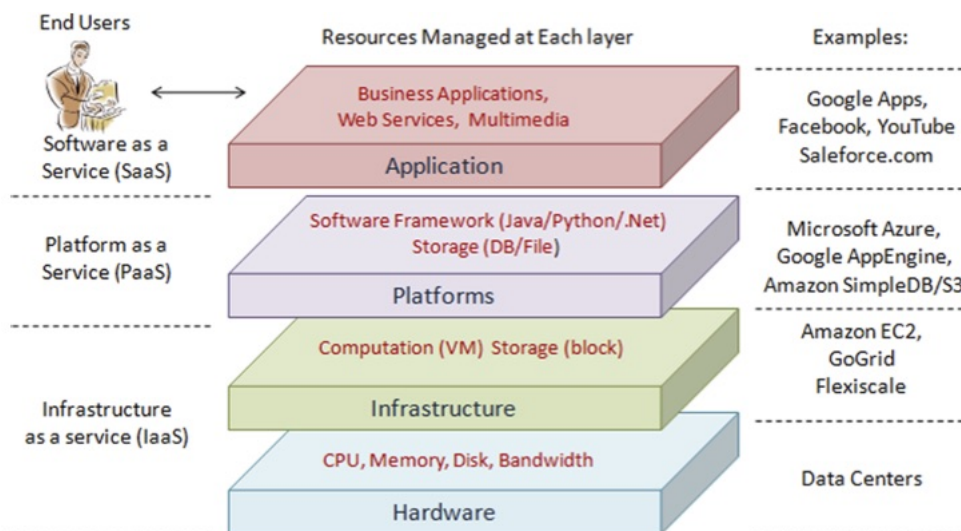 End Users
Resources Managed at Each layer
Examples:
Software as a
Service (SaaS)
Business Applications,
Web Services, Multimedia
Application
Google Apps,
Facebook, YouTube
Saleforce.com
Platform as a
Service (PaaS)
Software Framework (Java/Python/.Net)
Storage (DB/File)
Platforms
Microsoft Azure,
Google AppEngine,
Amazon SimpleDB/S3
Infrastructure
as a service (IaaS)
Computation (VM) Storage (block)
Infrastructure
Amazon EC2,
GoGrid
Flexiscale
CPU, Memory, Disk, Bandwidth
Hardware
Data Centers